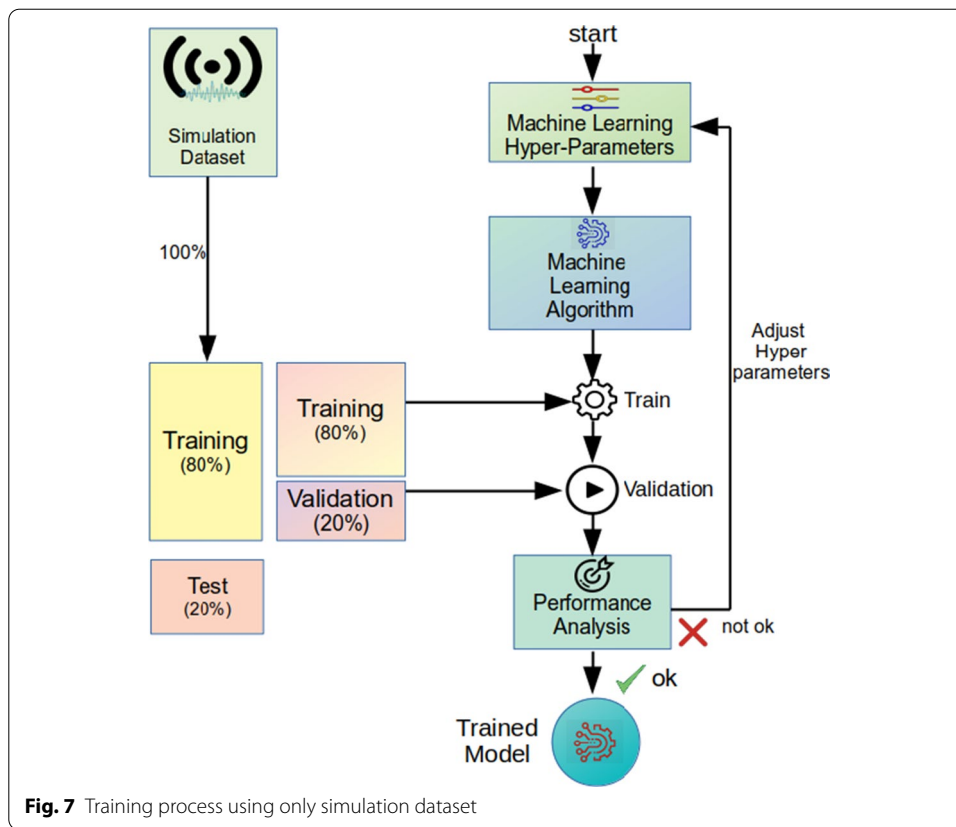 start
Simulation
Dataset
Machine Learning
Hyper-Parameters
100%
Machine
Learning
Algorithm
Adjust
Hyper
parameters
Training
(80%)
Training
(80%)
Train
Validation
(20%)
Validation
Test
(20%)
Performance
Analysis
not ok
ok
Trained
Model
Fig. 7 Training process using only simulation dataset